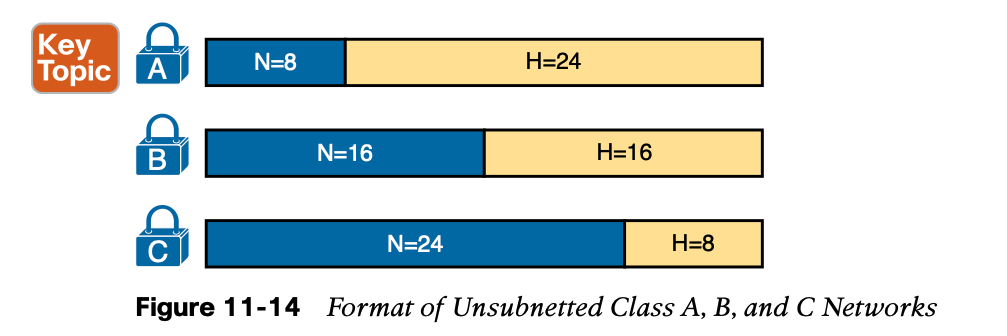 Key
Topic
A
N=8 H=24
B
N=16 H=16
C
N=24 H=8
Figure 11-14 Format of Unsubnetted Class A, B, and C Networks